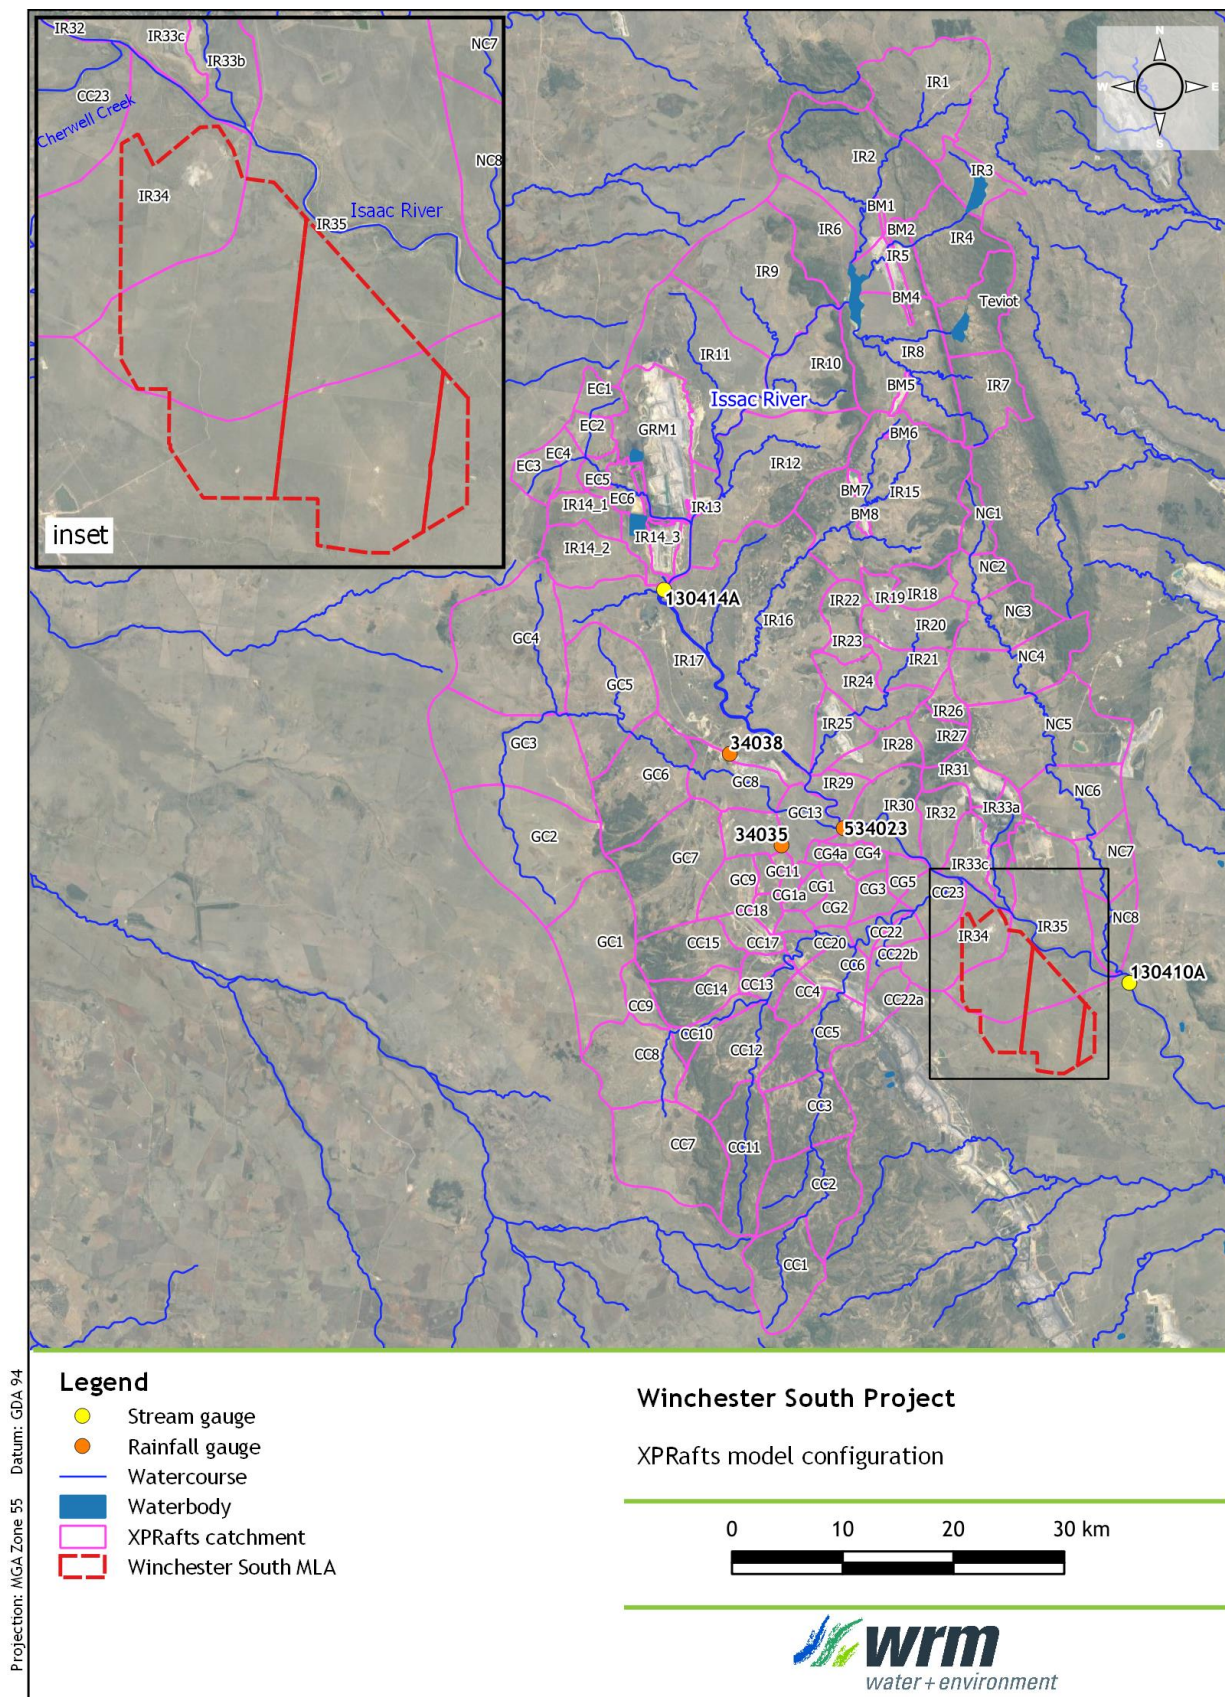 IR32
IR33c
IR33b
NC7
CC23
Cherwell Creek
NC8
IR34
Isaac River
IR35
inset
N
W
E
S
IR1
IR2
IR3
BM1
IR6
BM2
IR4
IR5
IR9
BM4
Teviot
IR11
IR8
IR10
BM5
IR7
EC1
Issac River
EC2
GRM1
BM6
EC4
EC3
IR12
EC5
BM7
IR15
EC6
IR14_1
IR13
BM8
NC1
IR14_3
IR14_2
NC2
130414A
IR22
IR19
IR18
NC3
IR16
IR20
GC4
IR23
IR17
IR21
NC4
GC5
IR24
IR26
IR25
NC5
GC3
34038
IR28
IR27
GC6
IR31
GC8
IR29
NC6
GC13
IR30
IR32
IR33a
534023
34035
GC2
GC7
CG4a
CG4
NC7
IR33c
GC11
GC9
CG1
CG3
CG5
CC23
CG1a
CG2
CC18
NC8
IR35
CC22
IR34
GC1
CC15
CC17
CC20
CC22b
CC6
130410A
CC14
CC13
CC4
CC22a
CC9
CC10
CC5
CC8
CC12
CC3
CC7
CC11
CC2
CC1
Legend
Stream gauge
Rainfall gauge
Watercourse
Waterbody
XPRafts catchment
Winchester South MLA
Winchester South Project
XPRafts model configuration
0 10 20 30 km
wrm
water + environment
Projection: MGA Zone 55 Datum: GDA 94